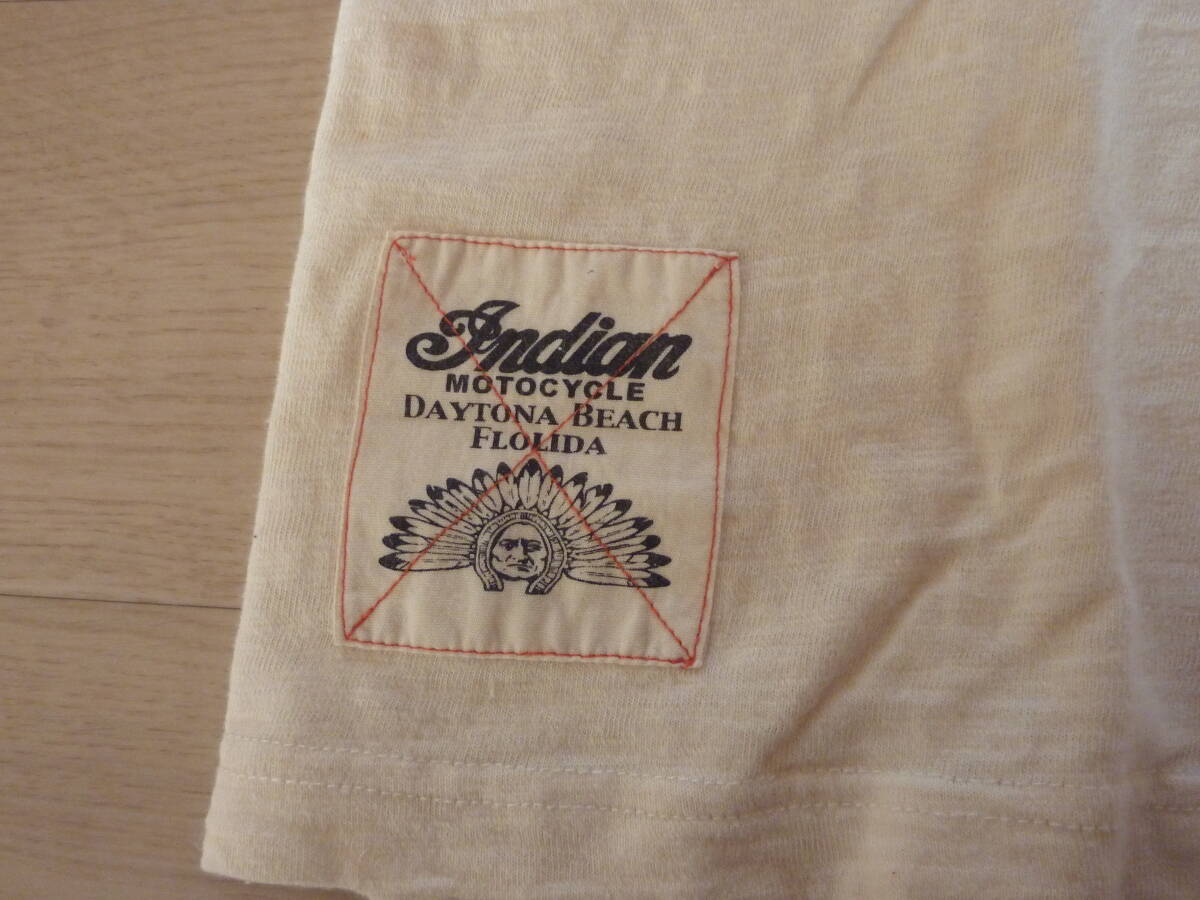 Indian
MOTOCYCLE
DAYTONA BEACH
FLOLIDA